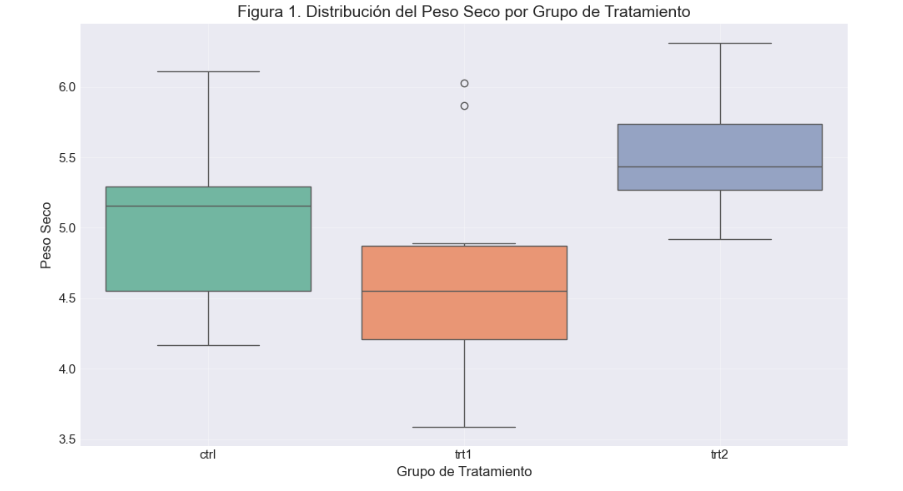 Figura 1. Distribución del Peso Seco por Grupo de Tratamiento
6.0
5.5
5.0
4.5
4.0
3.5
Peso Seco
ctrl
trt1
trt2
Grupo de Tratamiento